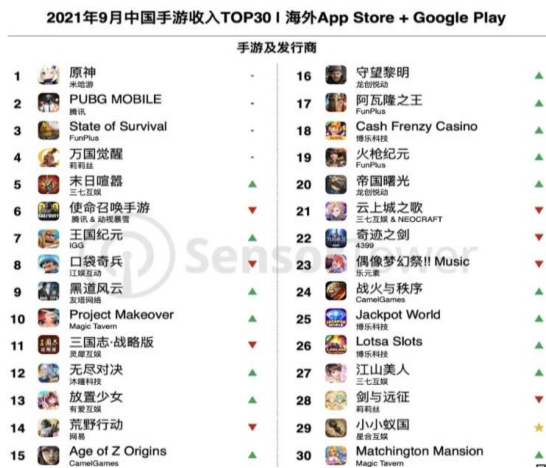 2021年9月中国手游收入TOP30 | 海外App Store + Google Play
手游及发行商
1 原神
米哈游
-
2 PUBG MOBILE
腾讯
-
3 State of Survival
FunPlus
-
4 万国觉醒
莉莉丝
-
5 末日喧嚣
三七互娱
6 使命召唤手游
腾讯 & 动视暴雪
7 王国纪元
IGG
8 口袋奇兵
江娱互动
9 黑道风云
友塔网络
10 Project Makeover
Magic Tavern
11 三国志·战略版
灵犀互娱
12 无尽对决
沐瞳科技
13 放置少女
有爱互娱
14 荒野行动
网易
15 Age of Z Origins
CamelGames
16 守望黎明
龙创悦动
17 阿瓦隆之王
FunPlus
18 Cash Frenzy Casino
博乐科技
19 火枪纪元
FunPlus
20 帝国曙光
龙创悦动
21 云上城之歌
三七互娱 & NEOCRAFT
22 奇迹之剑
4399
23 偶像梦幻祭!! Music
乐元素
24 战火与秩序
CamelGames
25 Jackpot World
博乐科技
26 Lotsa Slots
博乐科技
27 江山美人
三七互娱
28 剑与远征
莉莉丝
29 小小蚁国
星合互娱
30 Matchington Mansion
Magic Tavern
SensorTower